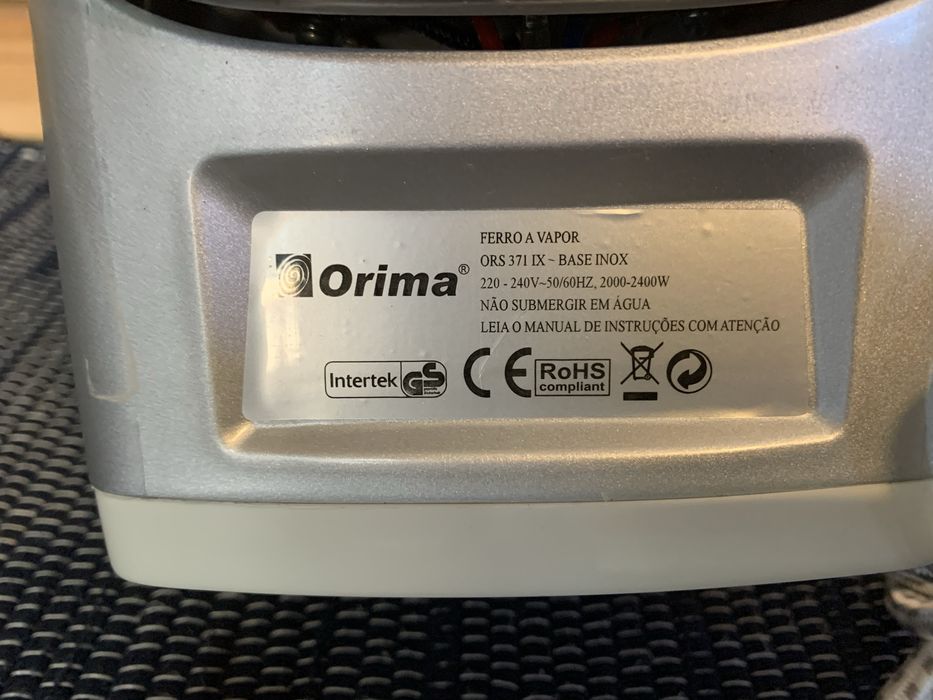 Orima®
FERRO A VAPOR
ORS 371 IX ~ BASE INOX
220 - 240V~50/60HZ, 2000-2400W
NÃO SUBMERGIR EM ÁGUA
LEIA O MANUAL DE INSTRUÇÕES COM ATENÇÃO
Intertek GS
CE
RoHS
compliant